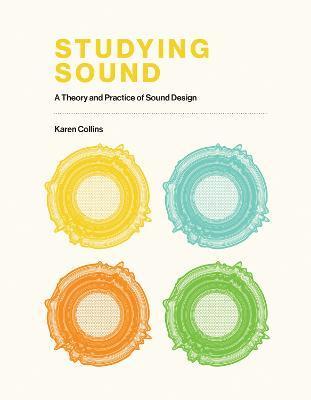 STUDYING
SOUND
A Theory and Practice of Sound Design
Karen Collins